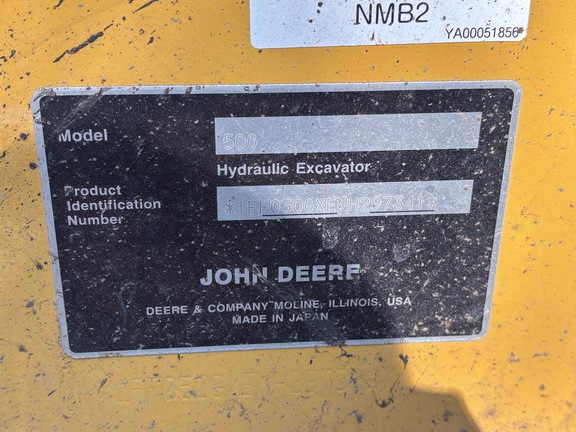 NMB2
YA00051856
Model
50G
Hydraulic Excavator
Product
Identification
Number
JOHN DEERE
DEERE & COMPANY MOLINE, ILLINOIS, USA
MADE IN JAPAN